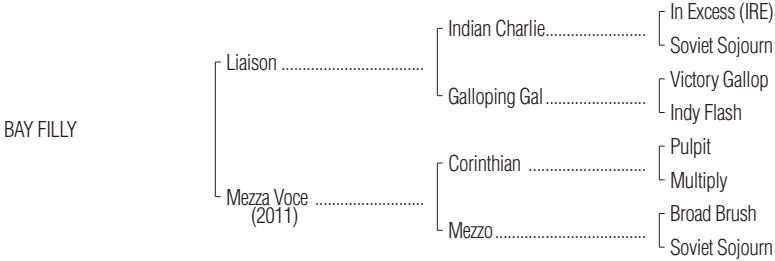 In Excess (IRE)
Indian Charlie
Soviet Sojourn
Liaison
Victory Gallop
Galloping Gal
Indy Flash
BAY FILLY
Pulpit
Corinthian
Multiply
Mezza Voce
(2011)
Broad Brush
Mezzo
Soviet Sojourn